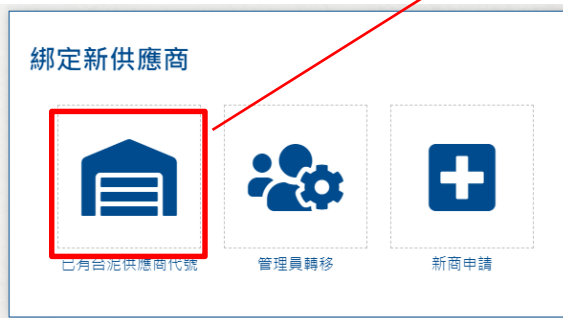 綁定新供應商
已有台泥供應商代號
管理員轉移
新商申請